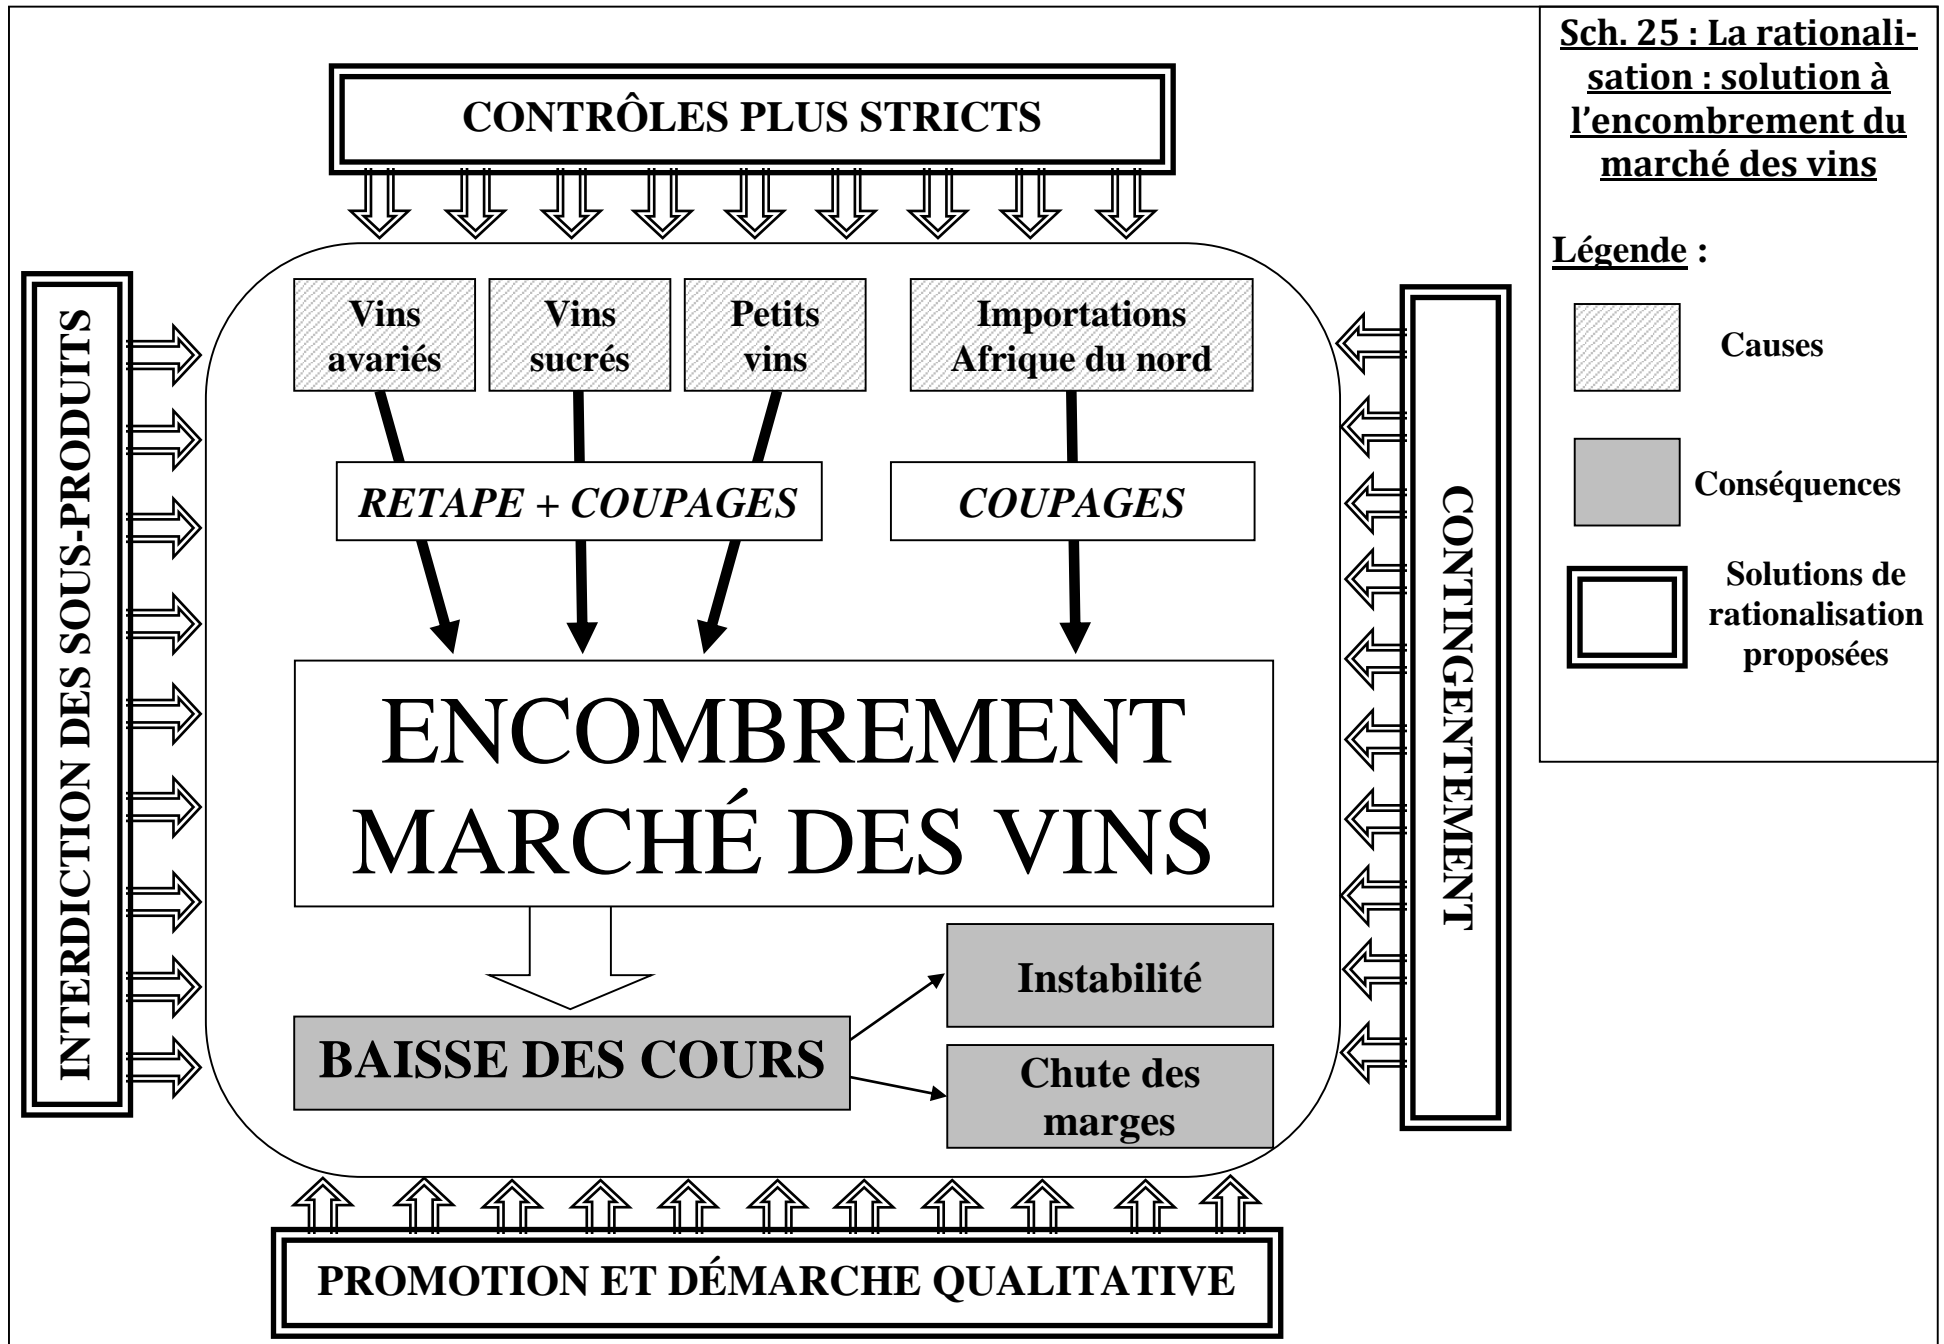 Sch. 25 : La rationali-
sation : solution à
l’encombrement du
marché des vins
Légende :
Causes
Conséquences
Solutions de
rationalisation
proposées
CONTRÔLES PLUS STRICTS
INTERDICTION DES SOUS-PRODUITS
Vins
avariés
Vins
sucrés
Petits
vins
Importations
Afrique du nord
RETAPE + COUPAGES
COUPAGES
ENCOMBREMENT
MARCHÉ DES VINS
BAISSE DES COURS
Instabilité
Chute des
marges
CONTINGENTEMENT
PROMOTION ET DÉMARCHE QUALITATIVE